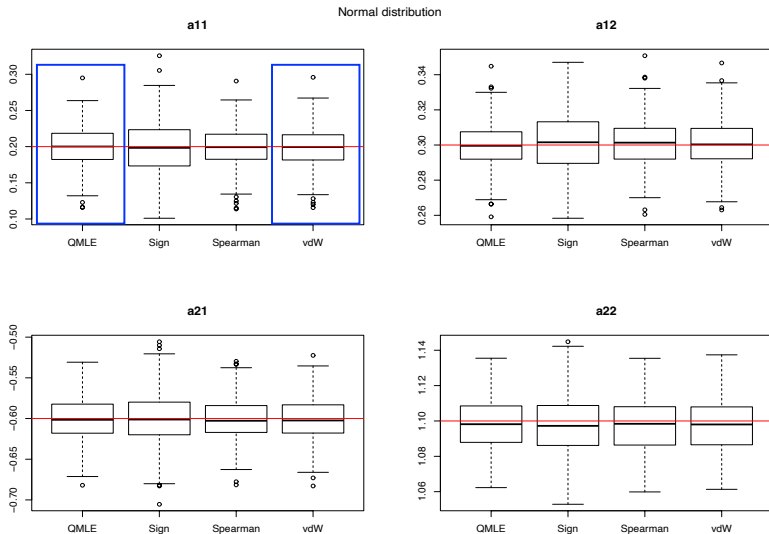 Normal distribution
a11
0.30
0.25
0.20
0.15
0.10
QMLE Sign Spearman vdW
a12
0.34
0.32
0.30
0.28
0.26
QMLE Sign Spearman vdW
a21
−0.50
−0.55
−0.60
−0.65
−0.70
QMLE Sign Spearman vdW
a22
1.14
1.12
1.10
1.08
1.06
QMLE Sign Spearman vdW